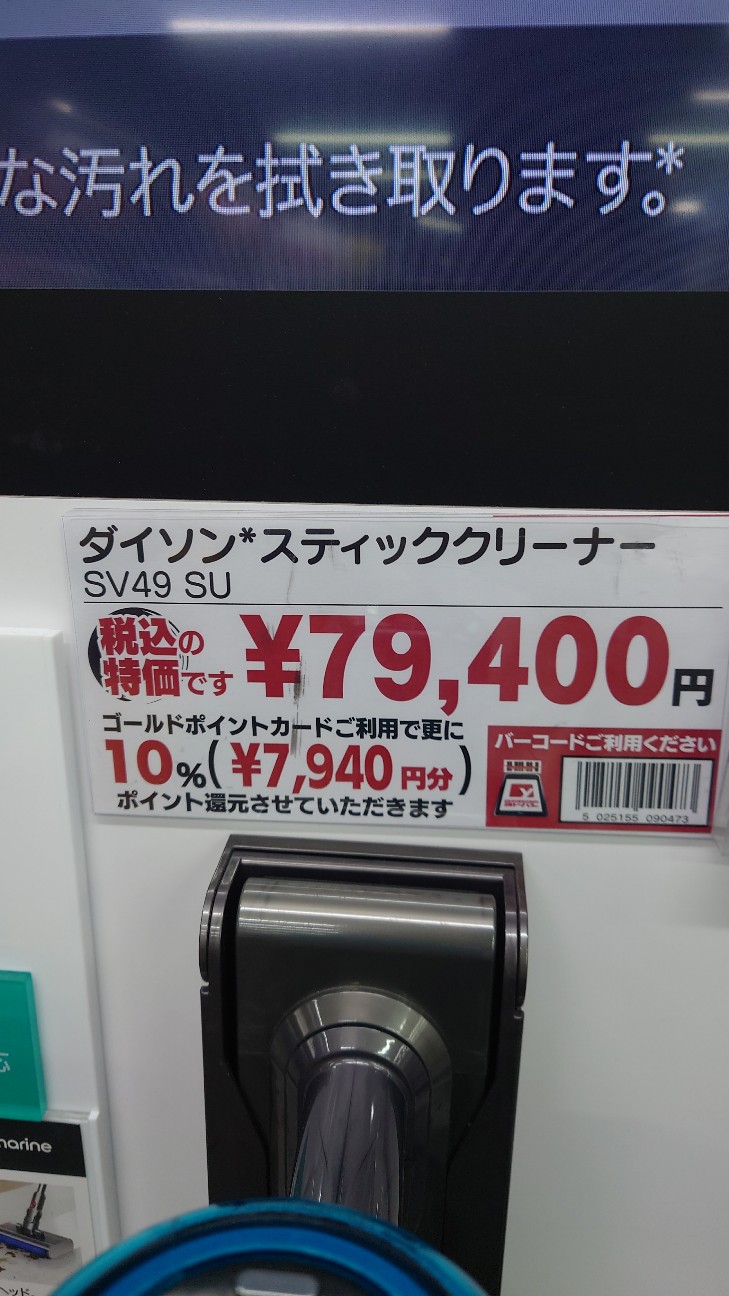 な汚れを拭き取ります。*
ダイソン*スティッククリーナー
SV49 SU
税込の
特価です
¥79,400円
ゴールドポイントカードご利用で更に
10%(¥7,940円分)
ポイント還元させていただきます
バーコードご利用ください
5 025155 090473
marine
ヘッド